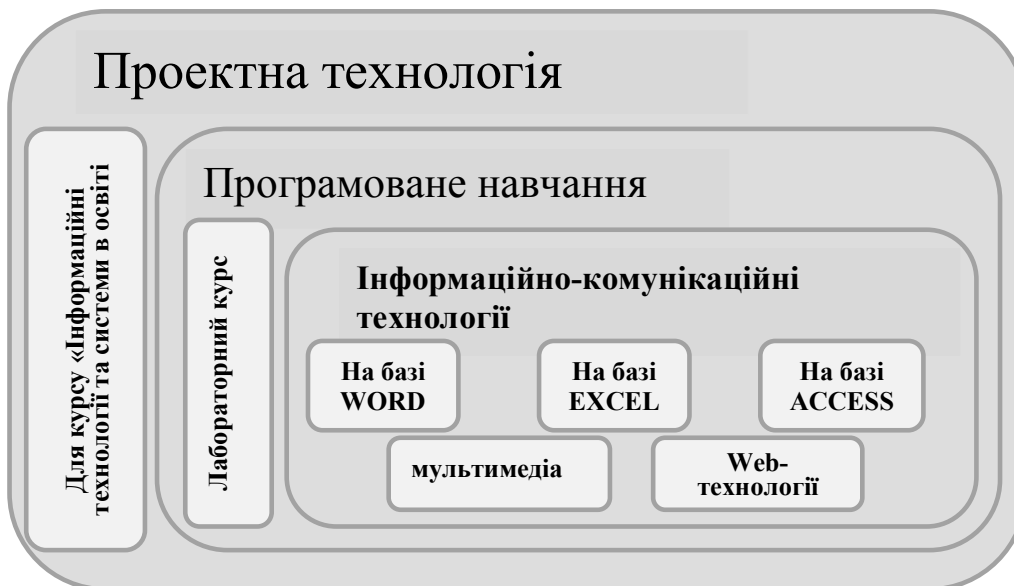 Проектна технологія
Для курсу «Інформаційні
технології та системи в освіті
Програмоване навчання
Лабораторний курс
Інформаційно-комунікаційні
технології
На базі
WORD
На базі
EXCEL
На базі
ACCESS
мультимедіа
Web-
технології